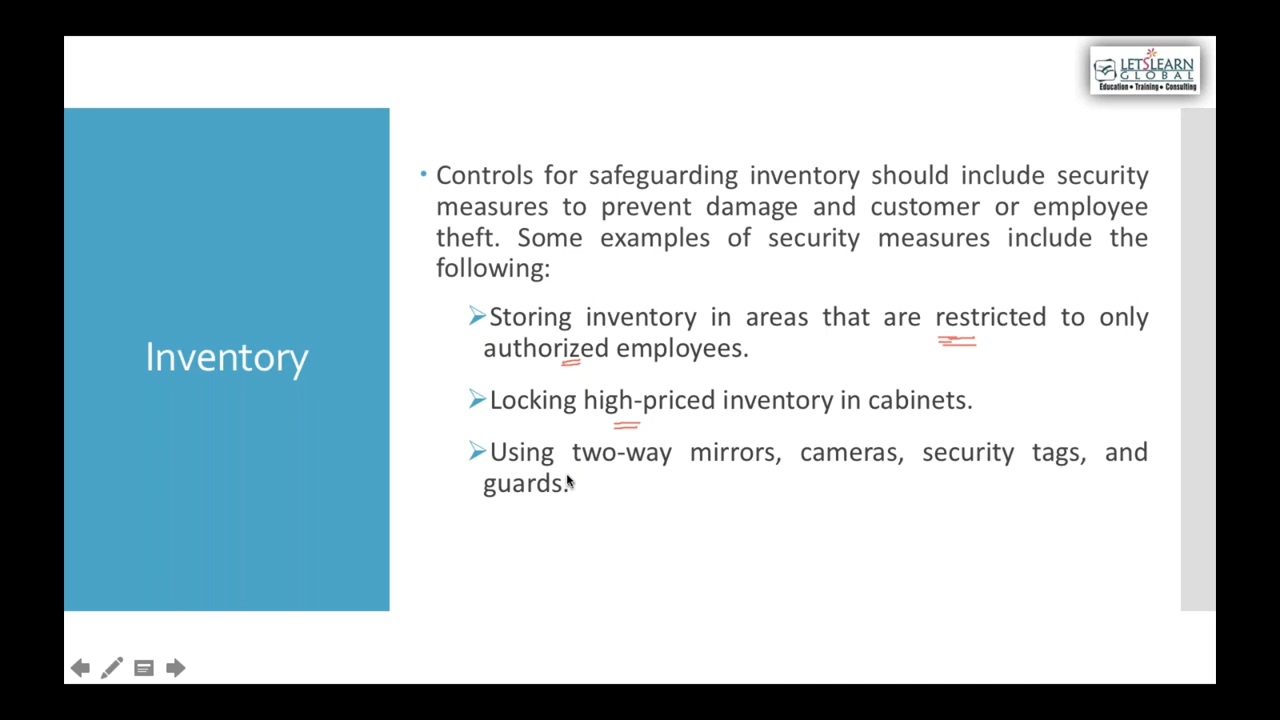 LETSLEARN
GLOBAL
Education • Training • Consulting
Inventory
• Controls for safeguarding inventory should include security
measures to prevent damage and customer or employee
theft. Some examples of security measures include the
following:
➢Storing inventory in areas that are restricted to only
authorized employees.
➢Locking high-priced inventory in cabinets.
➢Using two-way mirrors, cameras, security tags, and
guards.